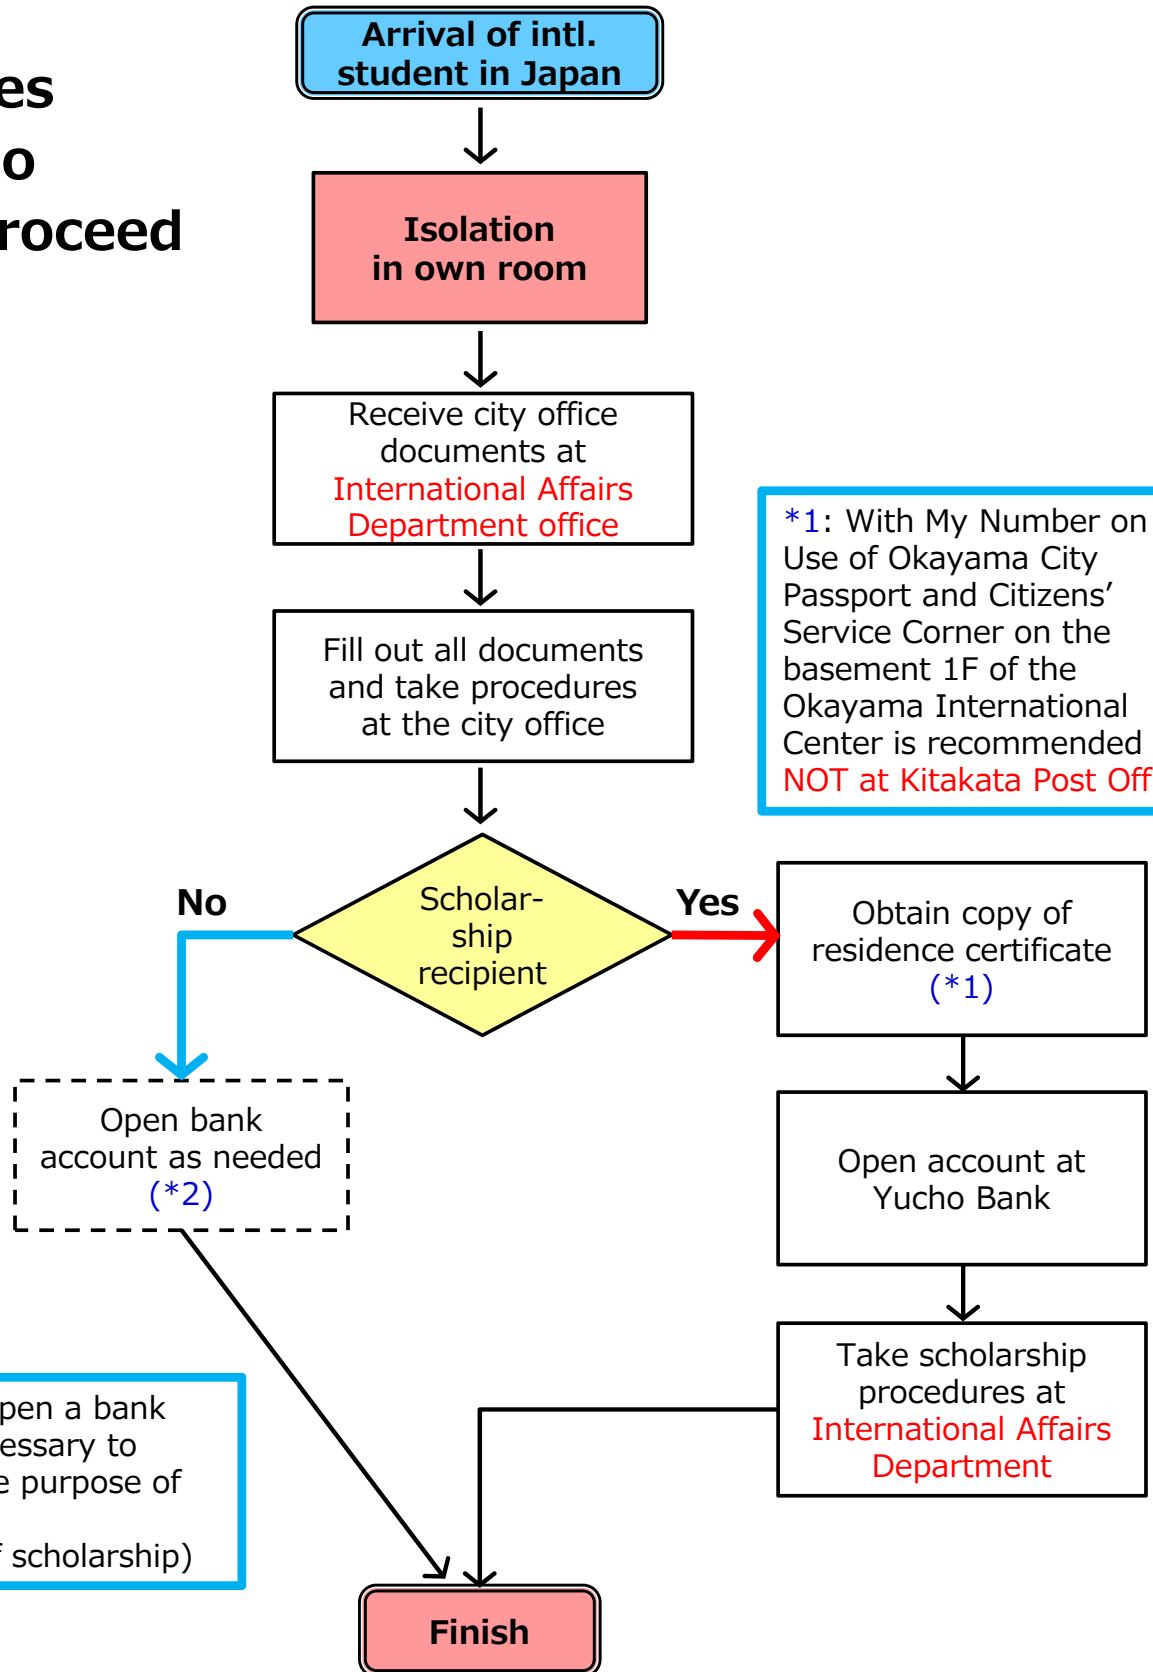 Arrival of intl.
student in Japan
es
o
roceed
Isolation
in own room
Receive city office
documents at
International Affairs
Department office
*1: With My Number on
Use of Okayama City
Passport and Citizens’
Service Corner on the
basement 1F of the
Okayama International
Center is recommended
NOT at Kitakata Post Off
Fill out all documents
and take procedures
at the city office
No
Scholar-
ship
recipient
Yes
Obtain copy of
residence certificate
(*1)
Open bank
account as needed
(*2)
Open account at
Yucho Bank
Take scholarship
procedures at
International Affairs
Department
pen a bank
essary to
e purpose of
f scholarship)
Finish